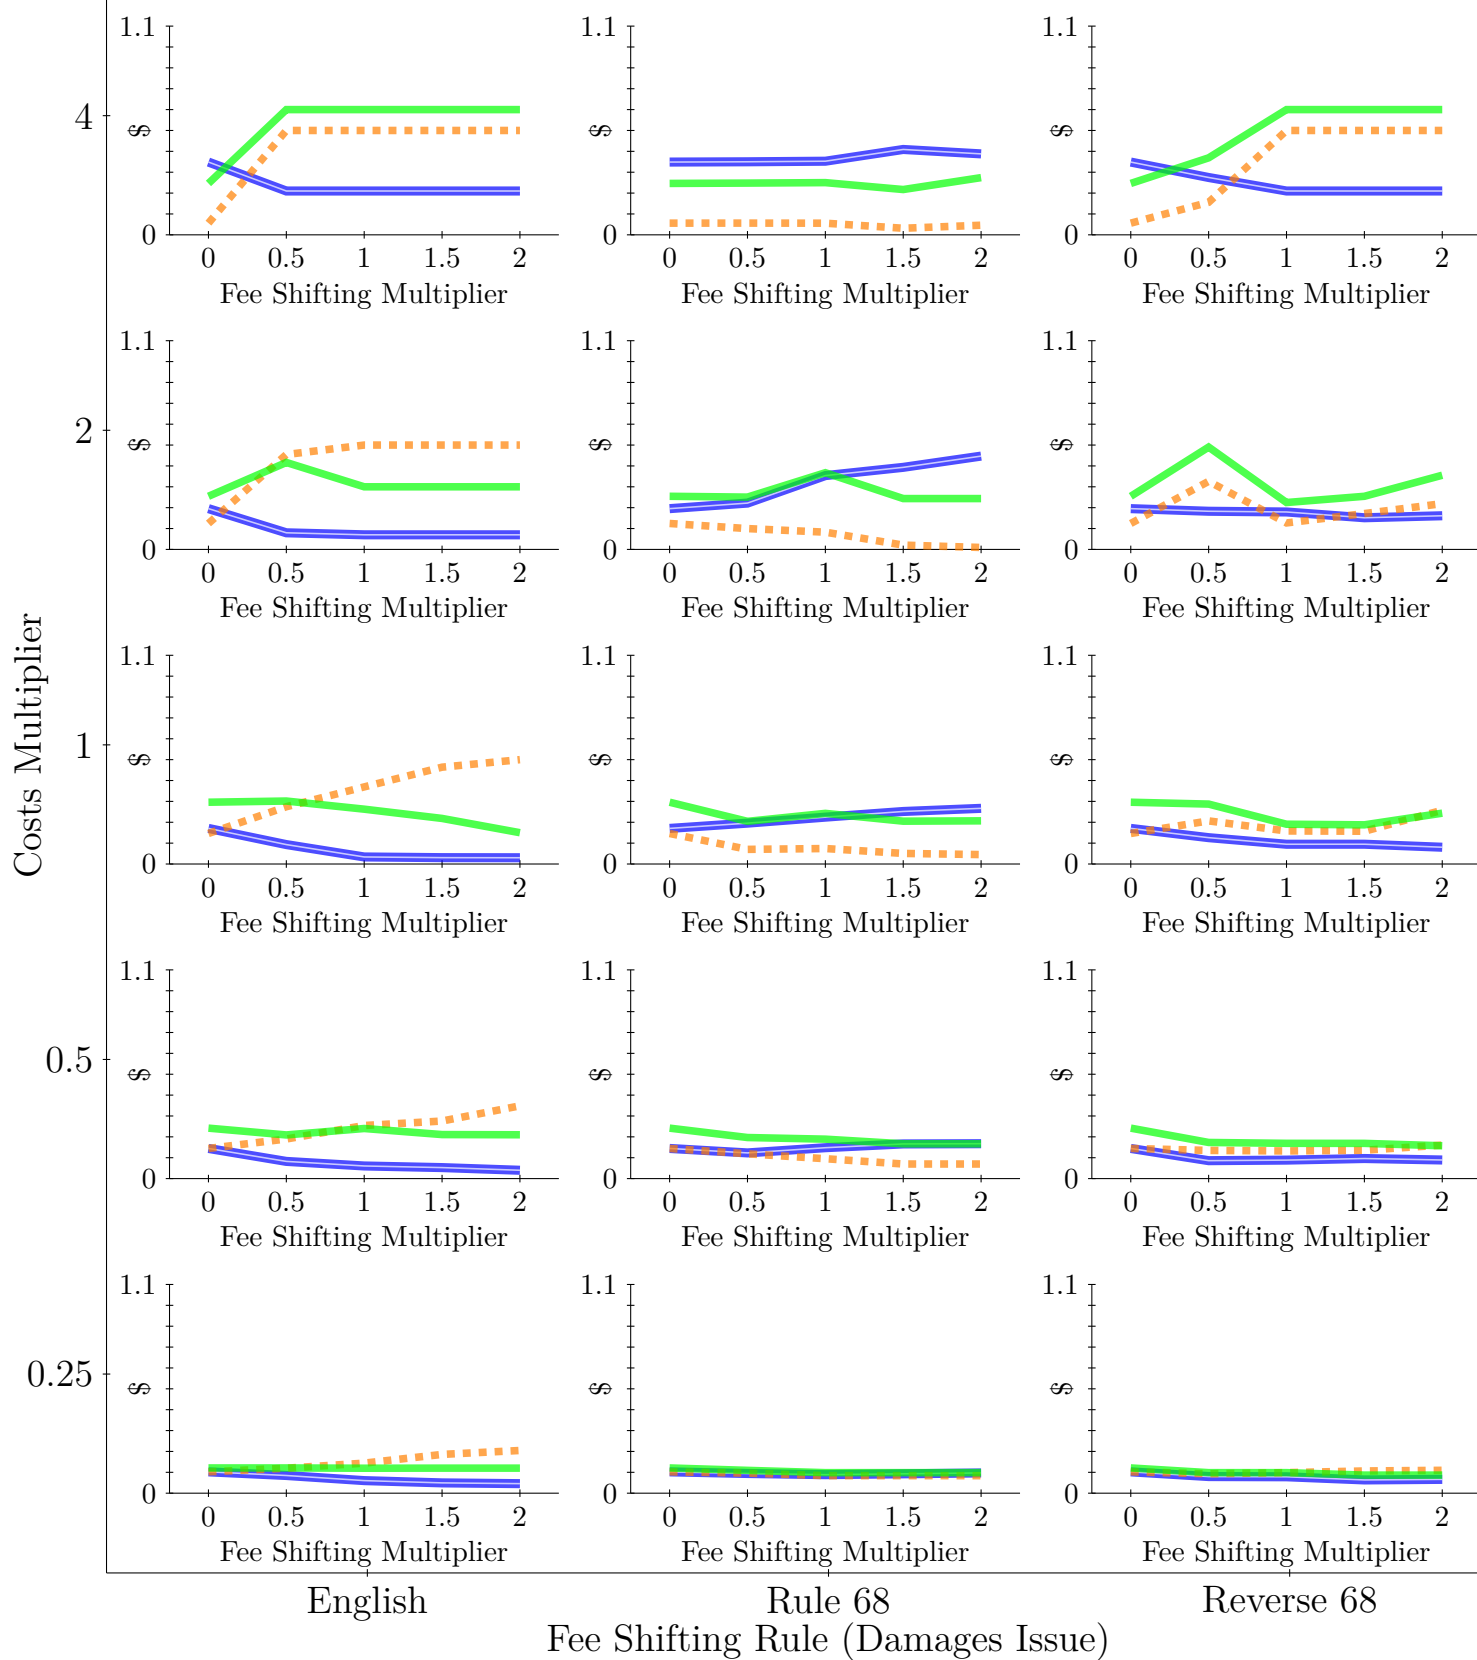 1.1 1.1 1.1
4 $ $ $
0 0 0
0 0.5 1 1.5 2 0 0.5 1 1.5 2 0 0.5 1 1.5 2
Fee Shifting Multiplier Fee Shifting Multiplier Fee Shifting Multiplier
1.1 1.1 1.1
2 $ $ $
0 0 0
0 0.5 1 1.5 2 0 0.5 1 1.5 2 0 0.5 1 1.5 2
Fee Shifting Multiplier Fee Shifting Multiplier Fee Shifting Multiplier
Costs Multiplier
1.1 1.1 1.1
1 $ $ $
0 0 0
0 0.5 1 1.5 2 0 0.5 1 1.5 2 0 0.5 1 1.5 2
Fee Shifting Multiplier Fee Shifting Multiplier Fee Shifting Multiplier
1.1 1.1 1.1
0.5 $ $ $
0 0 0
0 0.5 1 1.5 2 0 0.5 1 1.5 2 0 0.5 1 1.5 2
Fee Shifting Multiplier Fee Shifting Multiplier Fee Shifting Multiplier
1.1 1.1 1.1
0.25 $ $ $
0 0 0
0 0.5 1 1.5 2 0 0.5 1 1.5 2 0 0.5 1 1.5 2
Fee Shifting Multiplier Fee Shifting Multiplier Fee Shifting Multiplier
English Rule 68 Reverse 68
Fee Shifting Rule (Damages Issue)